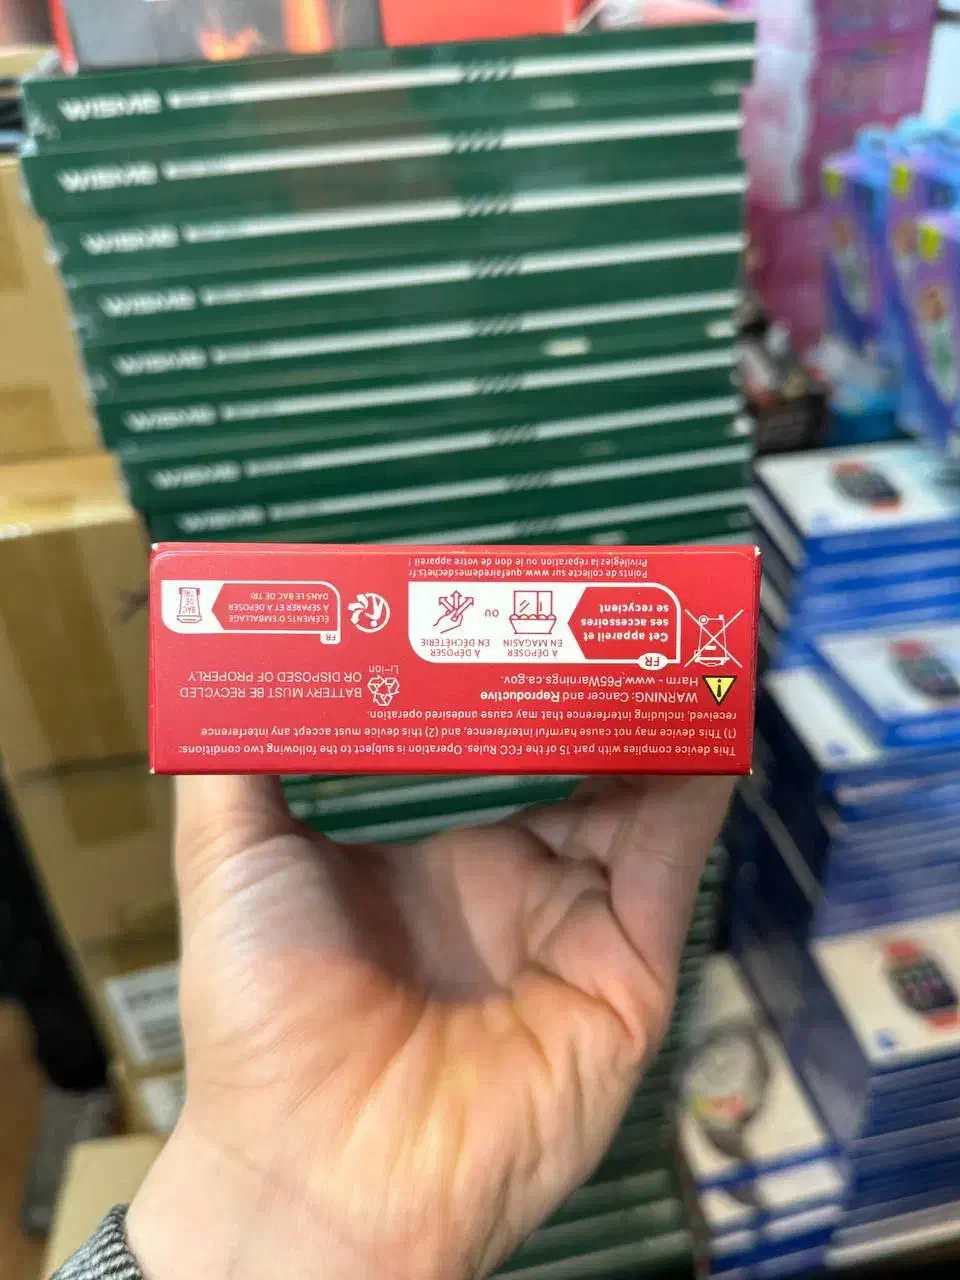 This device complies with part 15 of the FCC Rules. Operation is subject to the following two conditions:
(1) This device may not cause harmful interference, and (2) this device must accept any interference
received, including interference that may cause undesired operation.
WARNING: Cancer and Reproductive
Harm - www.P65Warnings.ca.gov.
Li-ion
BATTERY MUST BE RECYCLED
OR DISPOSED OF PROPERLY
FR
Cet appareil et
ses accessoires
se recyclent
À DÉPOSER
EN MAGASIN
OU
À DÉPOSER
EN DÉCHÈTERIE
Points de collecte sur www.quefairedemesdechets.fr
Privilégiez la réparation ou le don de votre appareil !
FR
ÉLÉMENTS D'EMBALLAGE
À SÉPARER ET À DÉPOSER
DANS LE BAC DE TRI
BAC
DE
TRI